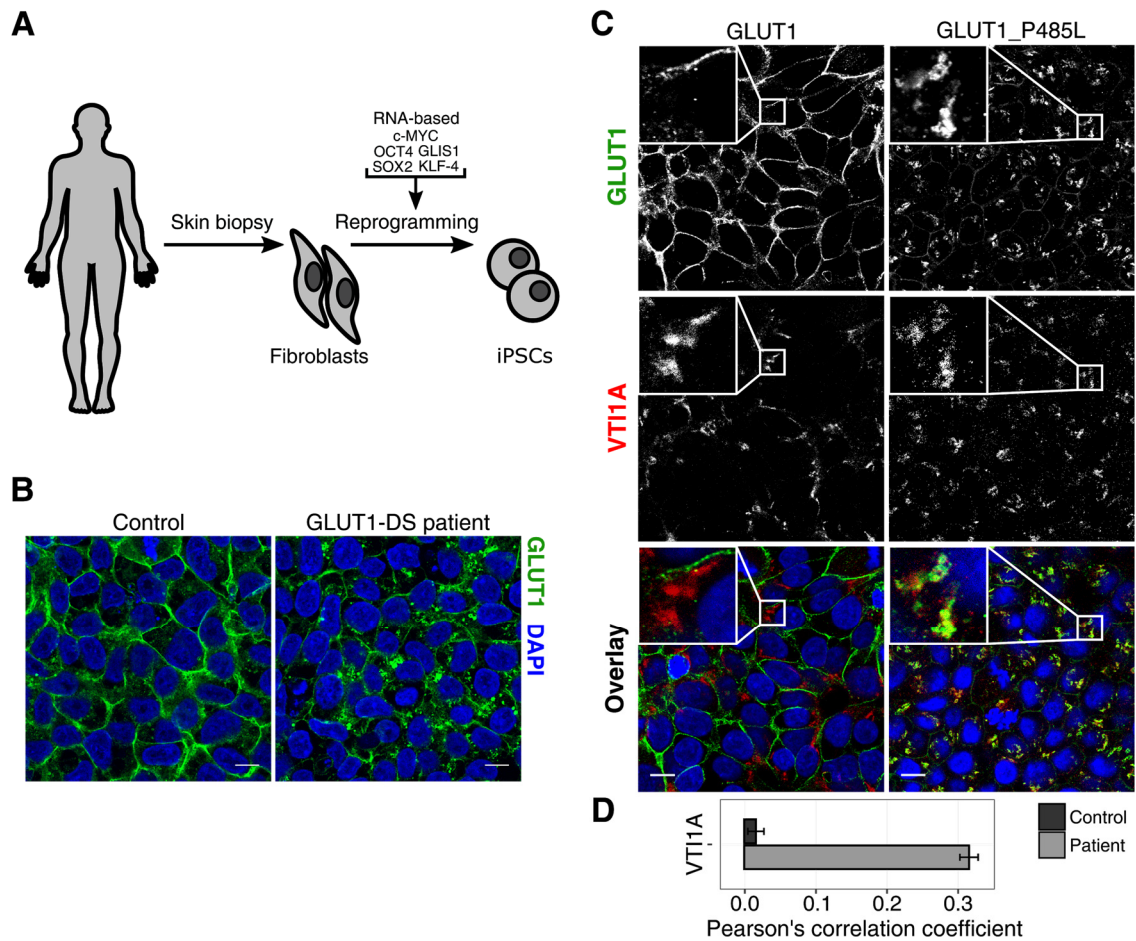 A
RNA-based
c-MYC
OCT4 GLIS1
SOX2 KLF-4
Skin biopsy
Reprogramming
Fibroblasts
iPSCs
B
Control
GLUT1-DS patient
GLUT1 DAPI
C
GLUT1
GLUT1_P485L
GLUT1
VTI1A
Overlay
D
VTI1A
Control
Patient
0.0 0.1 0.2 0.3
Pearson's correlation coefficient